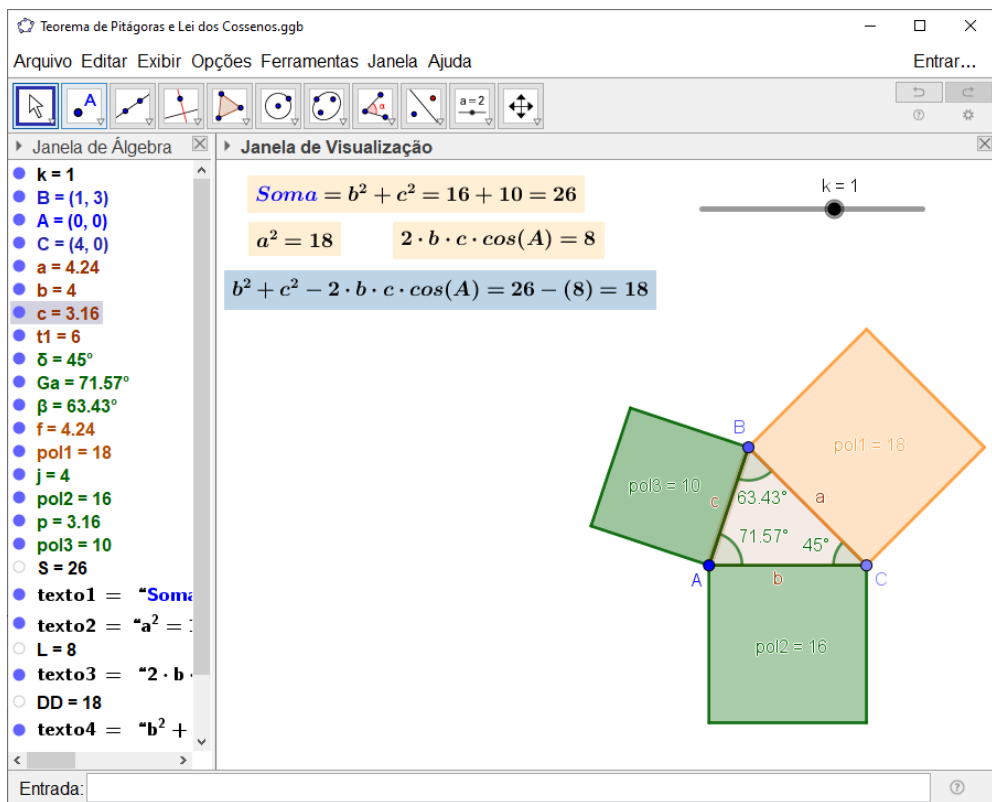 Teorema de Pitágoras e Lei dos Cossenos.ggb
Arquivo Editar Exibir Opções Ferramentas Janela Ajuda Entrar...
A α a = 2
Janela de Álgebra
k = 1
B = (1, 3)
A = (0, 0)
C = (4, 0)
a = 4.24
b = 4
c = 3.16
t1 = 6
δ = 45°
Ga = 71.57°
β = 63.43°
f = 4.24
pol1 = 18
j = 4
pol2 = 16
p = 3.16
pol3 = 10
S = 26
texto1 = “Soma
texto2 = “a² = 1
L = 8
texto3 = “2 · b ·
DD = 18
texto4 = “b² +
Janela de Visualização
Soma = b² + c² = 16 + 10 = 26
k = 1
a² = 18
2 · b · c · cos(A) = 8
b² + c² − 2 · b · c · cos(A) = 26 − (8) = 18
B
pol1 = 18
pol3 = 10
c
63.43°
a
71.57°
45°
A
b
C
pol2 = 16
Entrada: